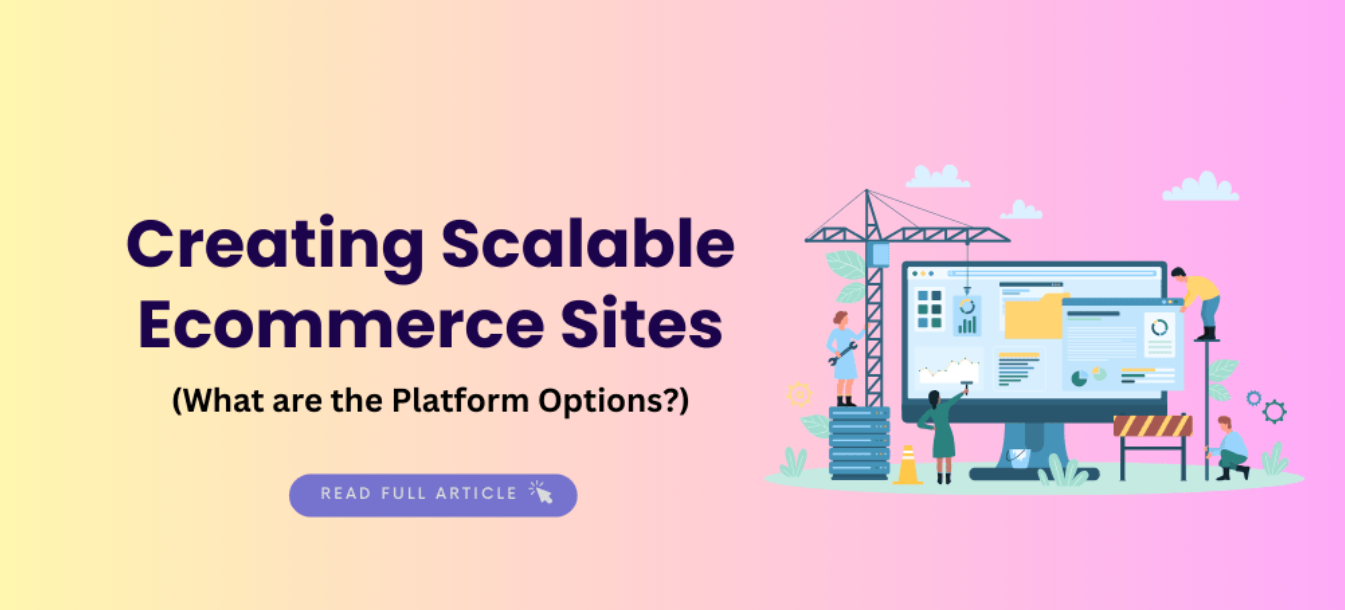 Creating Scalable
Ecommerce Sites
(What are the Platform Options?)
READ FULL ARTICLE